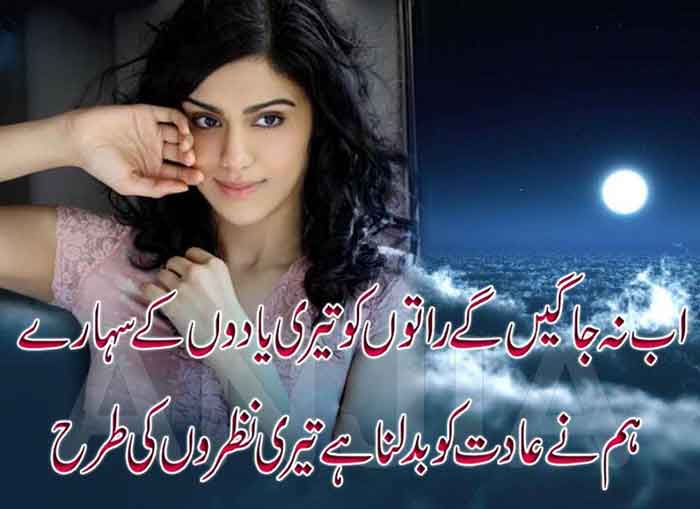 اب نہ جاگیں گے راتوں کو تیری یادوں کے سہارے
ہم نے عادت کو بدلنا ہے تیری نظروں کی طرح